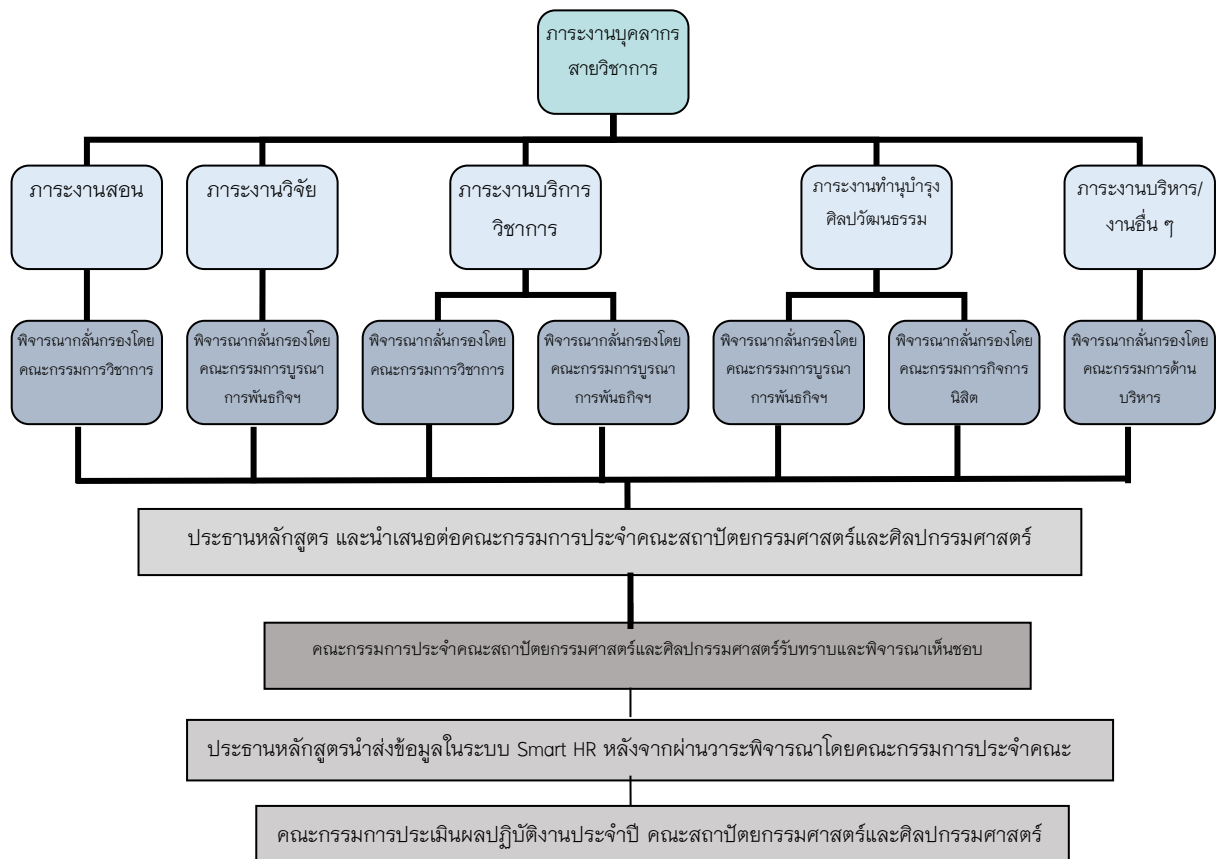 ภาระงานบุคลากร
สายวิชาการ
ภาระงานสอน
ภาระงานวิจัย
ภาระงานบริการ
วิชาการ
ภาระงานทำนุบำรุง
ศิลปวัฒนธรรม
ภาระงานบริหาร/
งานอื่น ๆ
พิจารณากลั่นกรองโดย
คณะกรรมการวิชาการ
พิจารณากลั่นกรองโดย
คณะกรรมการบูรณา
การพันธกิจฯ
พิจารณากลั่นกรองโดย
คณะกรรมการวิชาการ
พิจารณากลั่นกรองโดย
คณะกรรมการบูรณา
การพันธกิจฯ
พิจารณากลั่นกรองโดย
คณะกรรมการบูรณา
การพันธกิจฯ
พิจารณากลั่นกรองโดย
คณะกรรมการกิจการ
นิสิต
พิจารณากลั่นกรองโดย
คณะกรรมการด้าน
บริหาร
ประธานหลักสูตร และนำเสนอต่อคณะกรรมการประจำคณะสถาปัตยกรรมศาสตร์และศิลปกรรมศาสตร์
คณะกรรมการประจำคณะสถาปัตยกรรมศาสตร์และศิลปกรรมศาสตร์รับทราบและพิจารณาเห็นชอบ
ประธานหลักสูตรนำส่งข้อมูลในระบบ Smart HR หลังจากผ่านวาระพิจารณาโดยคณะกรรมการประจำคณะ
คณะกรรมการประเมินผลปฏิบัติงานประจำปี คณะสถาปัตยกรรมศาสตร์และศิลปกรรมศาสตร์